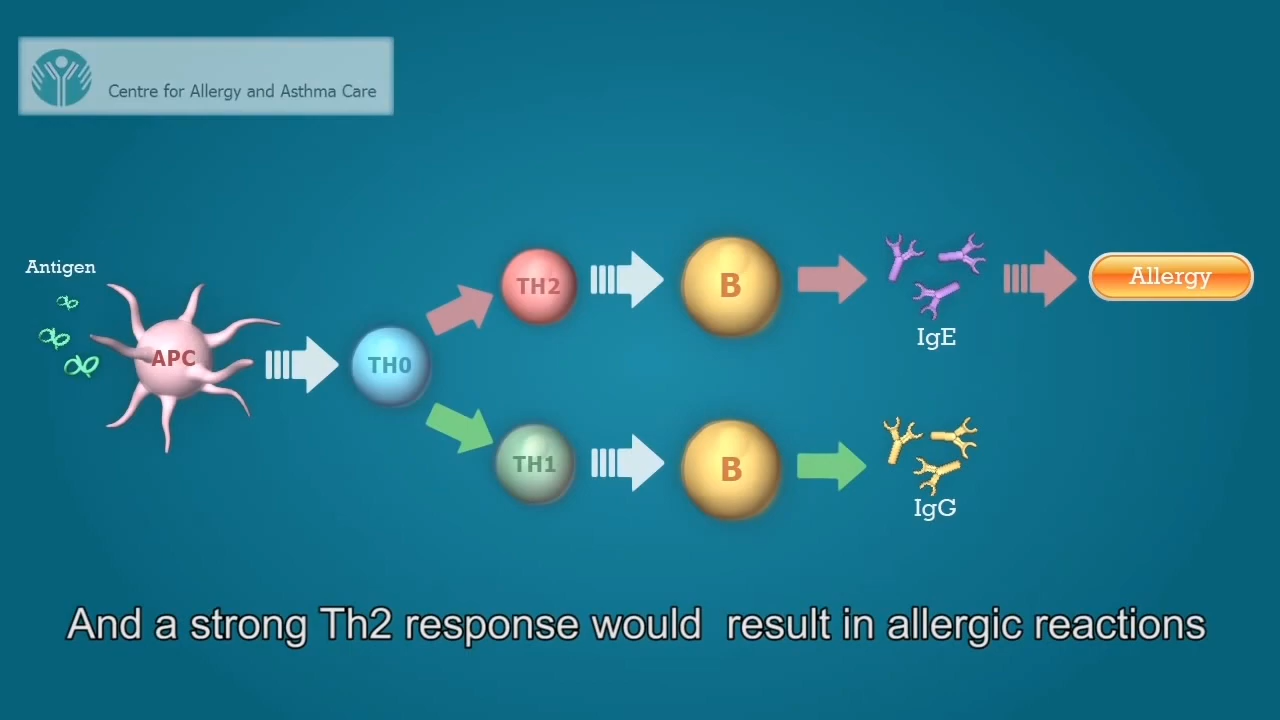 Centre for Allergy and Asthma Care
Antigen
APC
TH0
TH2
B
IgE
Allergy
TH1
B
IgG
And a strong Th2 response would  result in allergic reactions